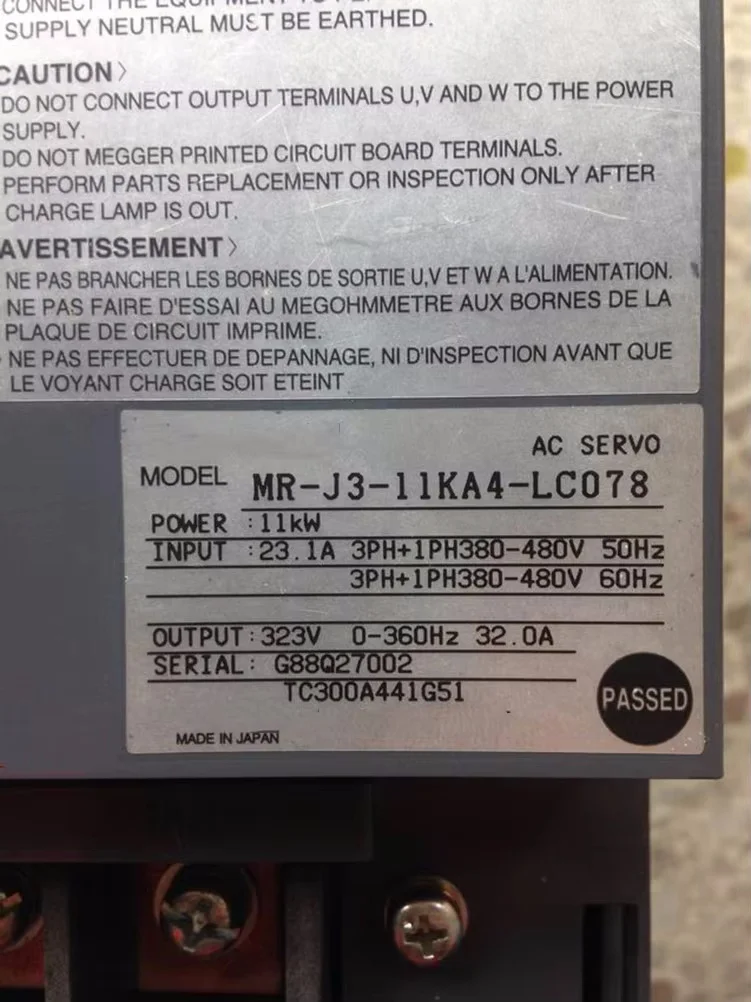 SUPPLY NEUTRAL MUST BE EARTHED.
CAUTION〉
DO NOT CONNECT OUTPUT TERMINALS U,V AND W TO THE POWER
SUPPLY.
DO NOT MEGGER PRINTED CIRCUIT BOARD TERMINALS.
PERFORM PARTS REPLACEMENT OR INSPECTION ONLY AFTER
CHARGE LAMP IS OUT.
AVERTISSEMENT〉
NE PAS BRANCHER LES BORNES DE SORTIE U,V ET W A L'ALIMENTATION.
NE PAS FAIRE D'ESSAI AU MEGOHMMETRE AUX BORNES DE LA
PLAQUE DE CIRCUIT IMPRIME.
NE PAS EFFECTUER DE DEPANNAGE, NI D'INSPECTION AVANT QUE
LE VOYANT CHARGE SOIT ETEINT
AC SERVO
MODEL MR-J3-11KA4-LC078
POWER :11kW
INPUT :23.1A 3PH+1PH380-480V 50Hz
3PH+1PH380-480V 60Hz
OUTPUT:323V 0-360Hz 32.0A
SERIAL: G88Q27002
TC300A441G51
PASSED
MADE IN JAPAN